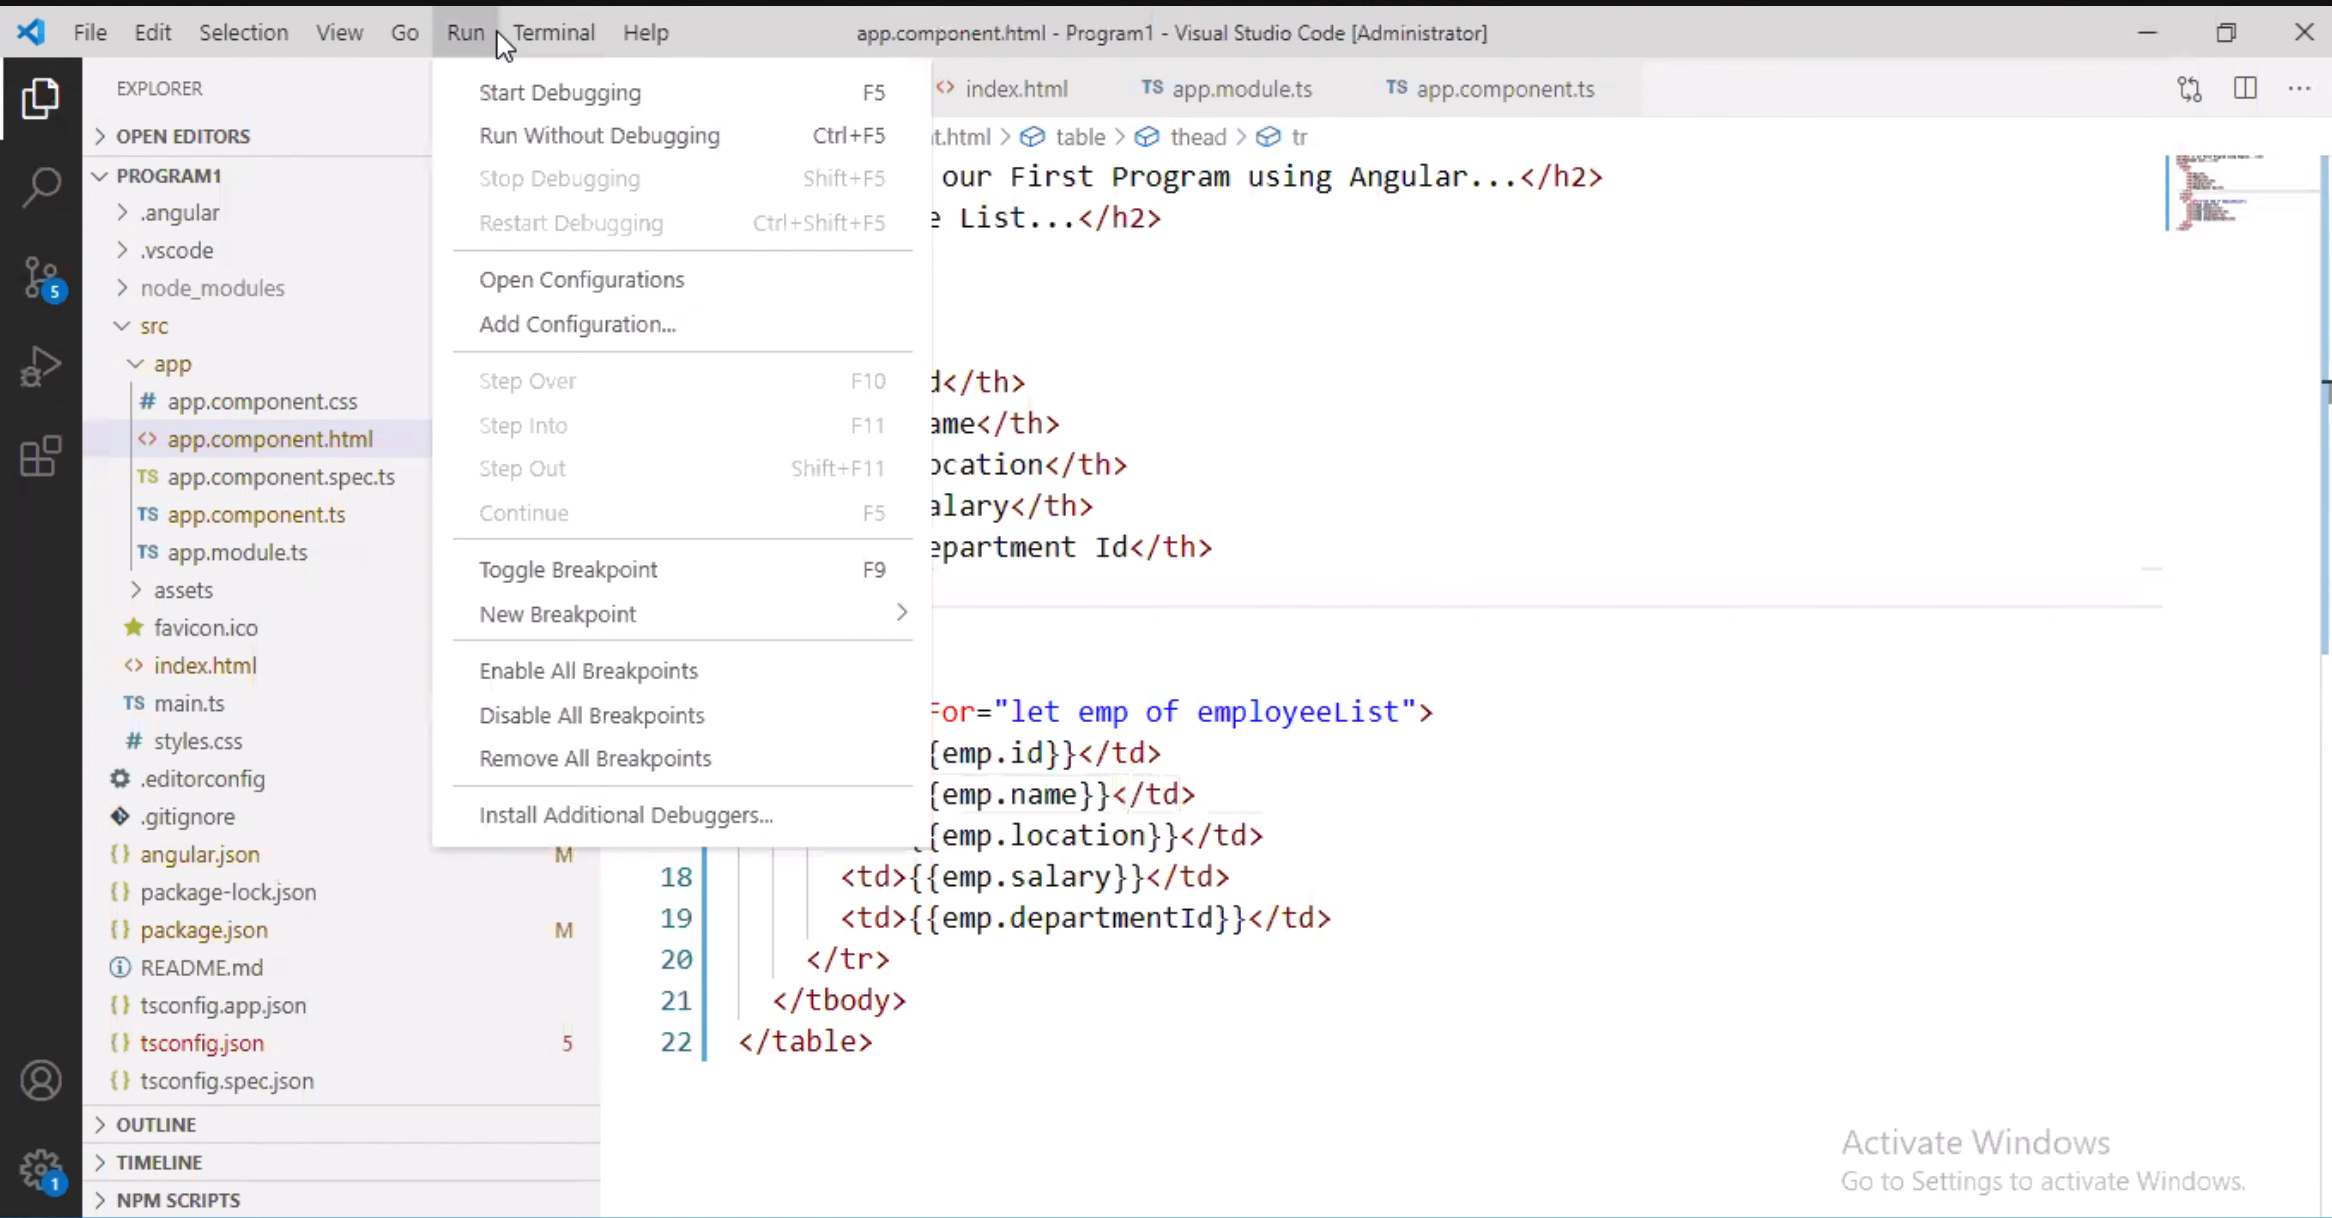 File Edit Selection View Go Run Terminal Help app.component.html - Program1 - Visual Studio Code [Administrator]
EXPLORER
OPEN EDITORS
PROGRAM1
.angular
.vscode
node_modules
src
app
# app.component.css
<> app.component.html
TS app.component.spec.ts
TS app.component.ts
TS app.module.ts
assets
favicon.ico
<> index.html
TS main.ts
# styles.css
.editorconfig
.gitignore
{} angular.json M
{} package-lock.json
{} package.json M
README.md
{} tsconfig.app.json
{} tsconfig.json 5
{} tsconfig.spec.json
OUTLINE
TIMELINE
NPM SCRIPTS
5
1
Start Debugging F5
Run Without Debugging Ctrl+F5
Stop Debugging Shift+F5
Restart Debugging Ctrl+Shift+F5
Open Configurations
Add Configuration...
Step Over F10
Step Into F11
Step Out Shift+F11
Continue F5
Toggle Breakpoint F9
New Breakpoint
Enable All Breakpoints
Disable All Breakpoints
Remove All Breakpoints
Install Additional Debuggers...
<> index.html TS app.module.ts TS app.component.ts ...
t.html > table > thead > tr
our First Program using Angular...</h2>
e List...</h2>
d</th>
ame</th>
ocation</th>
alary</th>
epartment Id</th>
For="let emp of employeeList">
{emp.id}}</td>
{emp.name}}</td>
{emp.location}}</td>
18 <td>{{emp.salary}}</td>
19 <td>{{emp.departmentId}}</td>
20 </tr>
21 </tbody>
22 </table>
Activate Windows
Go to Settings to activate Windows.